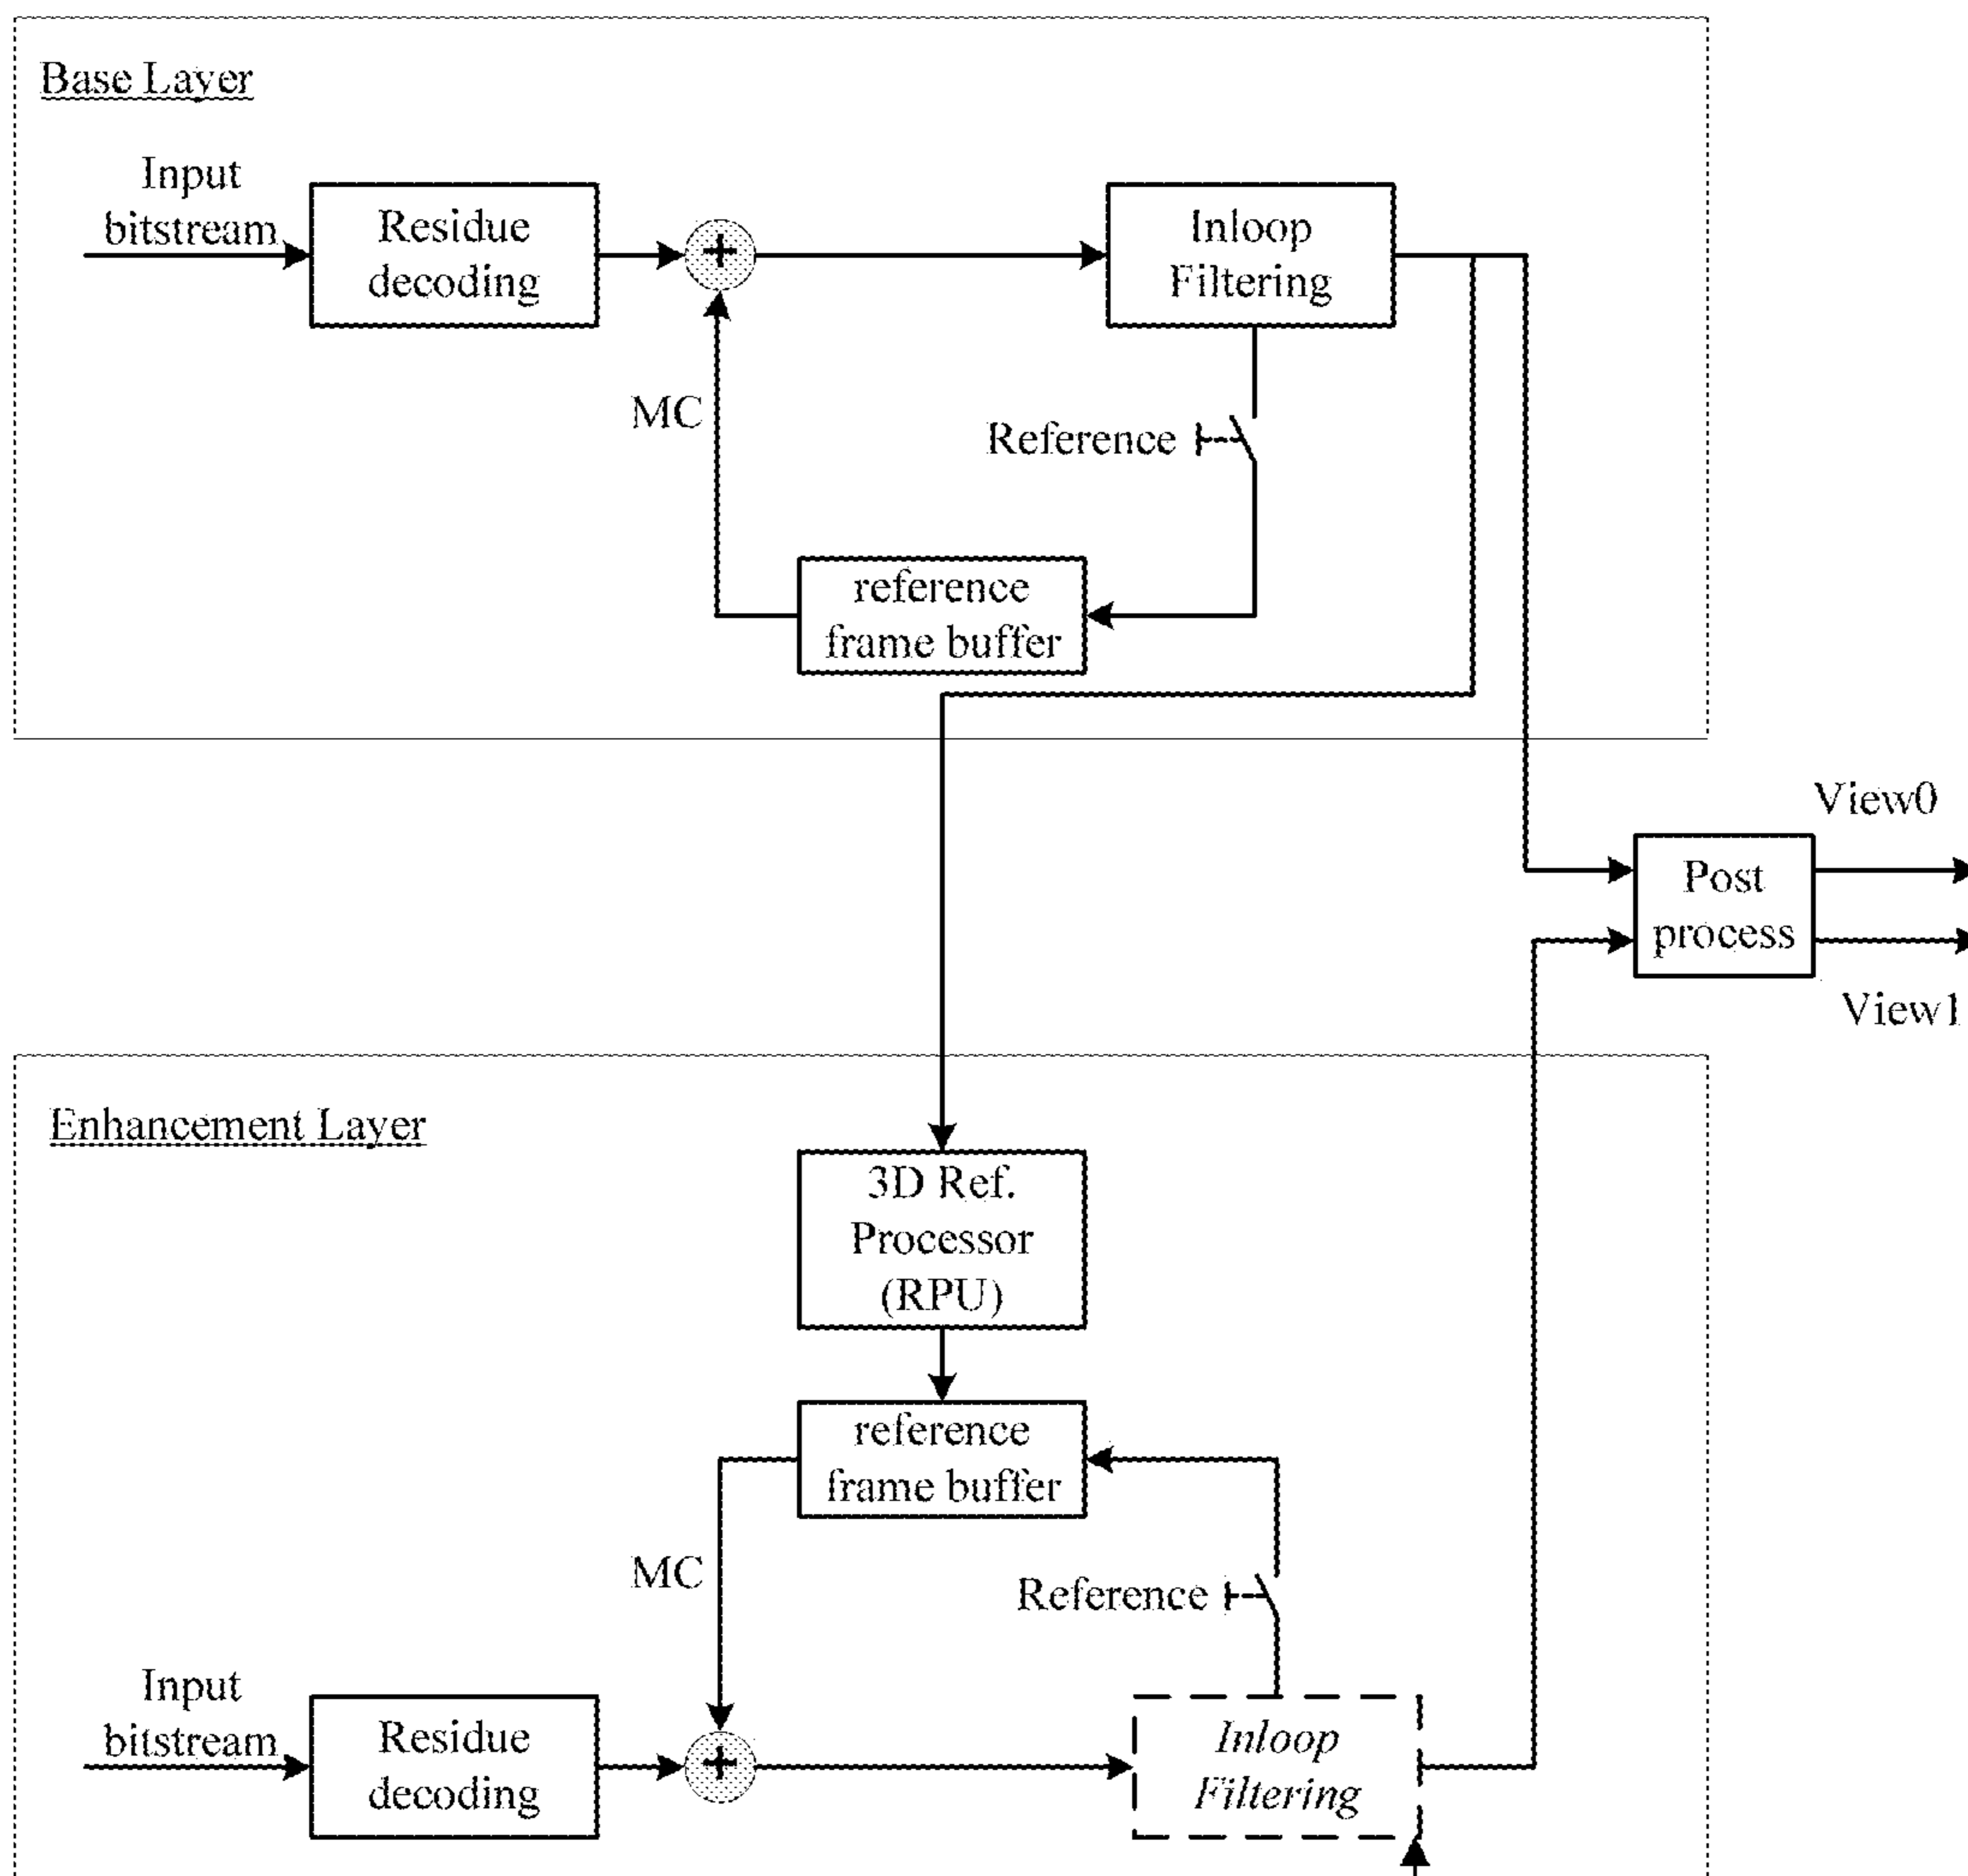 Base Layer
Input
bitstream
Residue
decoding
+
Inloop
Filtering
MC
Reference
reference
frame buffer
View0
Post
process
View1
Enhancement Layer
3D Ref.
Processor
(RPU)
reference
frame buffer
MC
Reference
Input
bitstream
Residue
decoding
+
Inloop
Filtering